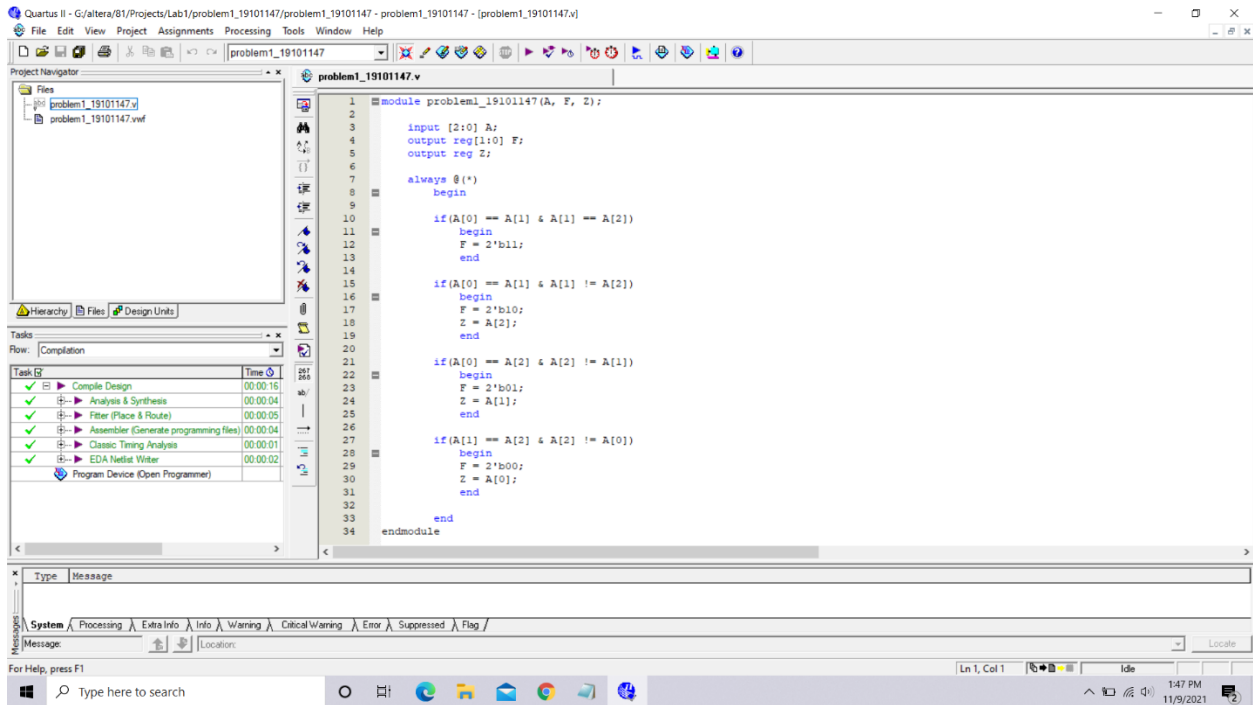 Quartus II - G:/altera/81/Projects/Lab1/problem1_19101147/problem1_19101147 - problem1_19101147 - [problem1_19101147.v]
File Edit View Project Assignments Processing Tools Window Help
problem1_19101147
Project Navigator
Files
problem1_19101147.v
problem1_19101147.vwf
Hierarchy Files Design Units
Tasks
Flow: Compilation
Task Time
Compile Design 00:00:16
Analysis & Synthesis 00:00:04
Fitter (Place & Route) 00:00:05
Assembler (Generate programming files) 00:00:04
Classic Timing Analysis 00:00:01
EDA Netlist Writer 00:00:02
Program Device (Open Programmer)
problem1_19101147.v
267
268
ab/
1 module problem1_19101147(A, F, Z);
2
3 input [2:0] A;
4 output reg[1:0] F;
5 output reg Z;
6
7 always @(*)
8 begin
9
10 if(A[0] == A[1] & A[1] == A[2])
11 begin
12 F = 2'b11;
13 end
14
15 if(A[0] == A[1] & A[1] != A[2])
16 begin
17 F = 2'b10;
18 Z = A[2];
19 end
20
21 if(A[0] == A[2] & A[2] != A[1])
22 begin
23 F = 2'b01;
24 Z = A[1];
25 end
26
27 if(A[1] == A[2] & A[2] != A[0])
28 begin
29 F = 2'b00;
30 Z = A[0];
31 end
32
33 end
34 endmodule
Type Message
System Processing Extra Info Info Warning Critical Warning Error Suppressed Flag
Messages
Message: Location: Locate
For Help, press F1 Ln 1, Col 1 Idle
Type here to search
1:47 PM
11/9/2021
2